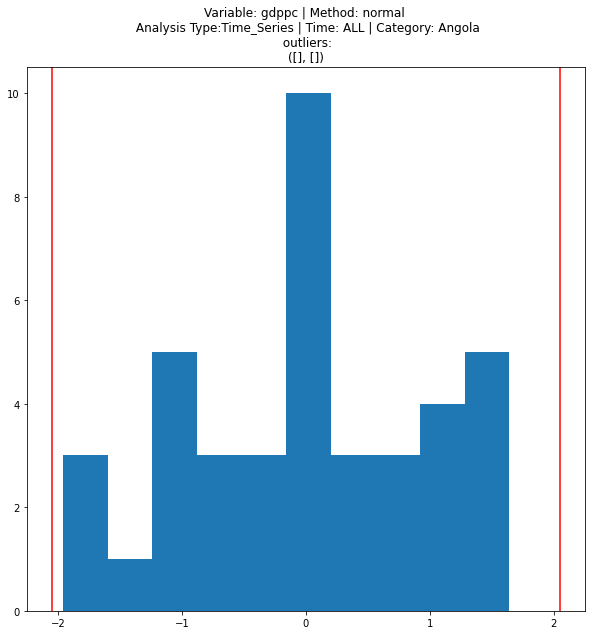 Variable: gdppc | Method: normal
Analysis Type:Time_Series | Time: ALL | Category: Angola
outliers:
([], [])
10
8
6
4
2
0
−2 −1 0 1 2